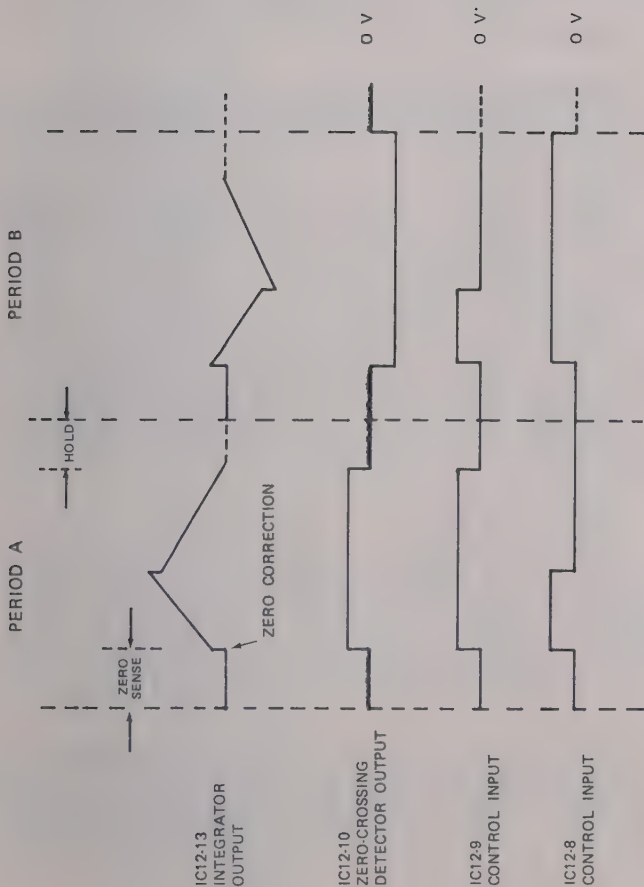 PERIOD A
PERIOD B
HOLD
ZERO
SENSE
ZERO CORRECTION
IC12-13
INTEGRATOR
OUTPUT
IC12-10
ZERO-CROSSING
DETECTOR OUTPUT
0 V
IC12-9
CONTROL INPUT
0 V
IC12-8
CONTROL INPUT
0 V